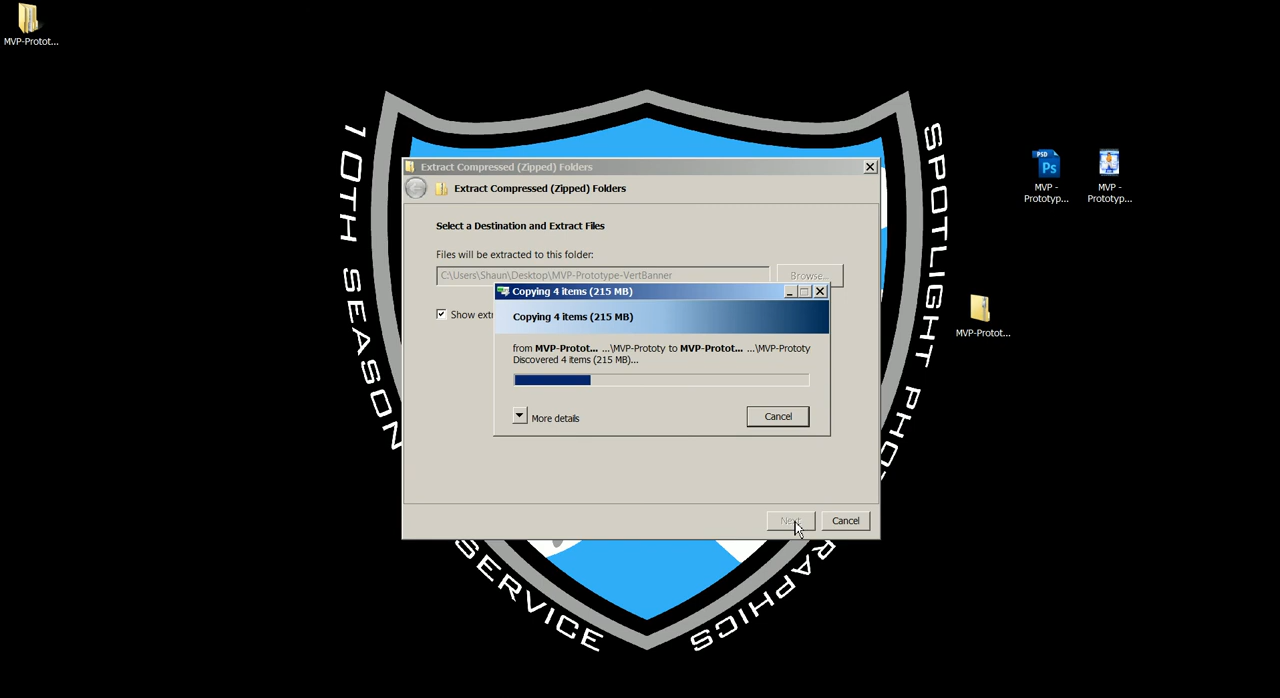 MVP-Protot...
10TH SEASON
SPOTLIGHT PHOTOGRAPHICS
SERVICE
PSD
Ps
MVP -
Prototyp...
MVP -
Prototyp...
MVP-Protot...
Extract Compressed (Zipped) Folders
Extract Compressed (Zipped) Folders
Select a Destination and Extract Files
Files will be extracted to this folder:
C:\Users\Shaun\Desktop\MVP-Prototype-VertBanner
Browse...
Show extr
Copying 4 items (215 MB)
Copying 4 items (215 MB)
from MVP-Protot... ...\MVP-Prototy to MVP-Protot... ...\MVP-Prototy
Discovered 4 items (215 MB)...
More details
Cancel
Next
Cancel